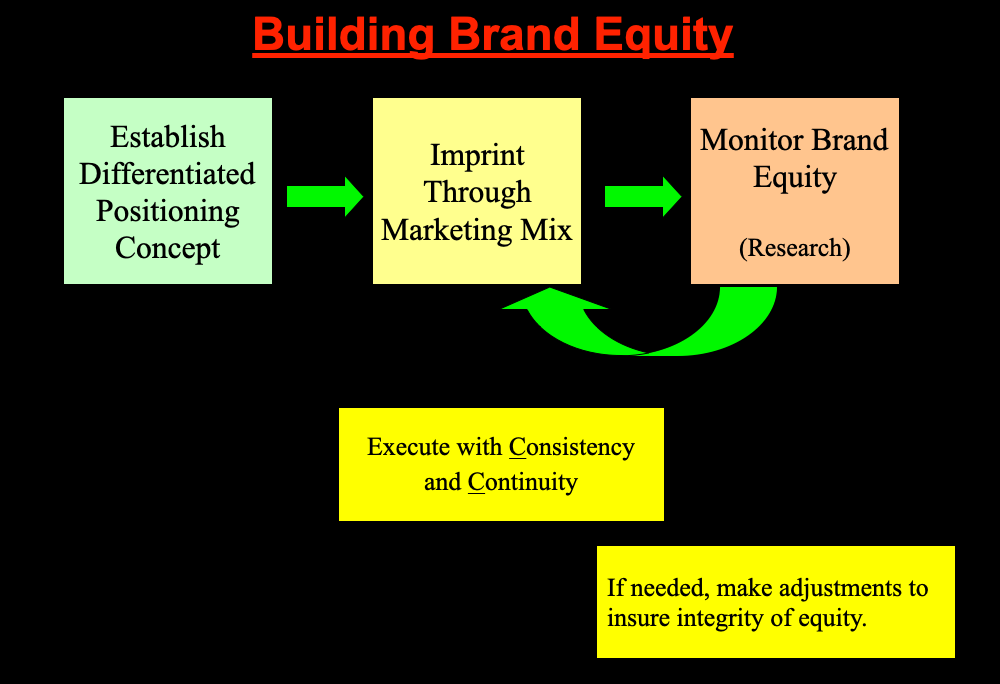 Building Brand Equity
Establish
Differentiated
Positioning
Concept
Imprint
Through
Marketing Mix
Monitor Brand
Equity
(Research)
Execute with Consistency
and Continuity
If needed, make adjustments to
insure integrity of equity.